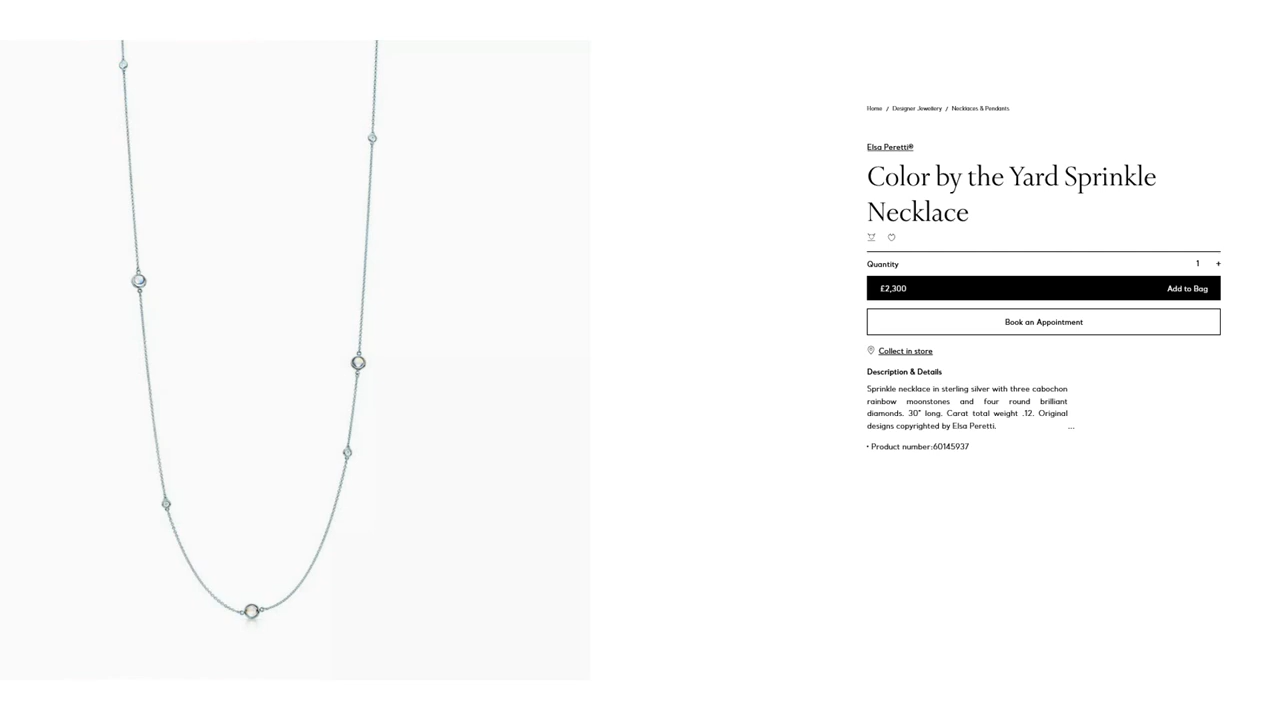 Home / Designer Jewellery / Necklaces & Pendants
Elsa Peretti®
Color by the Yard Sprinkle
Necklace
Quantity 1 +
£2,300 Add to Bag
Book an Appointment
Collect in store
Description & Details
Sprinkle necklace in sterling silver with three cabochon
rainbow moonstones and four round brilliant
diamonds. 30" long. Carat total weight .12. Original
designs copyrighted by Elsa Peretti. ...
• Product number:60145937